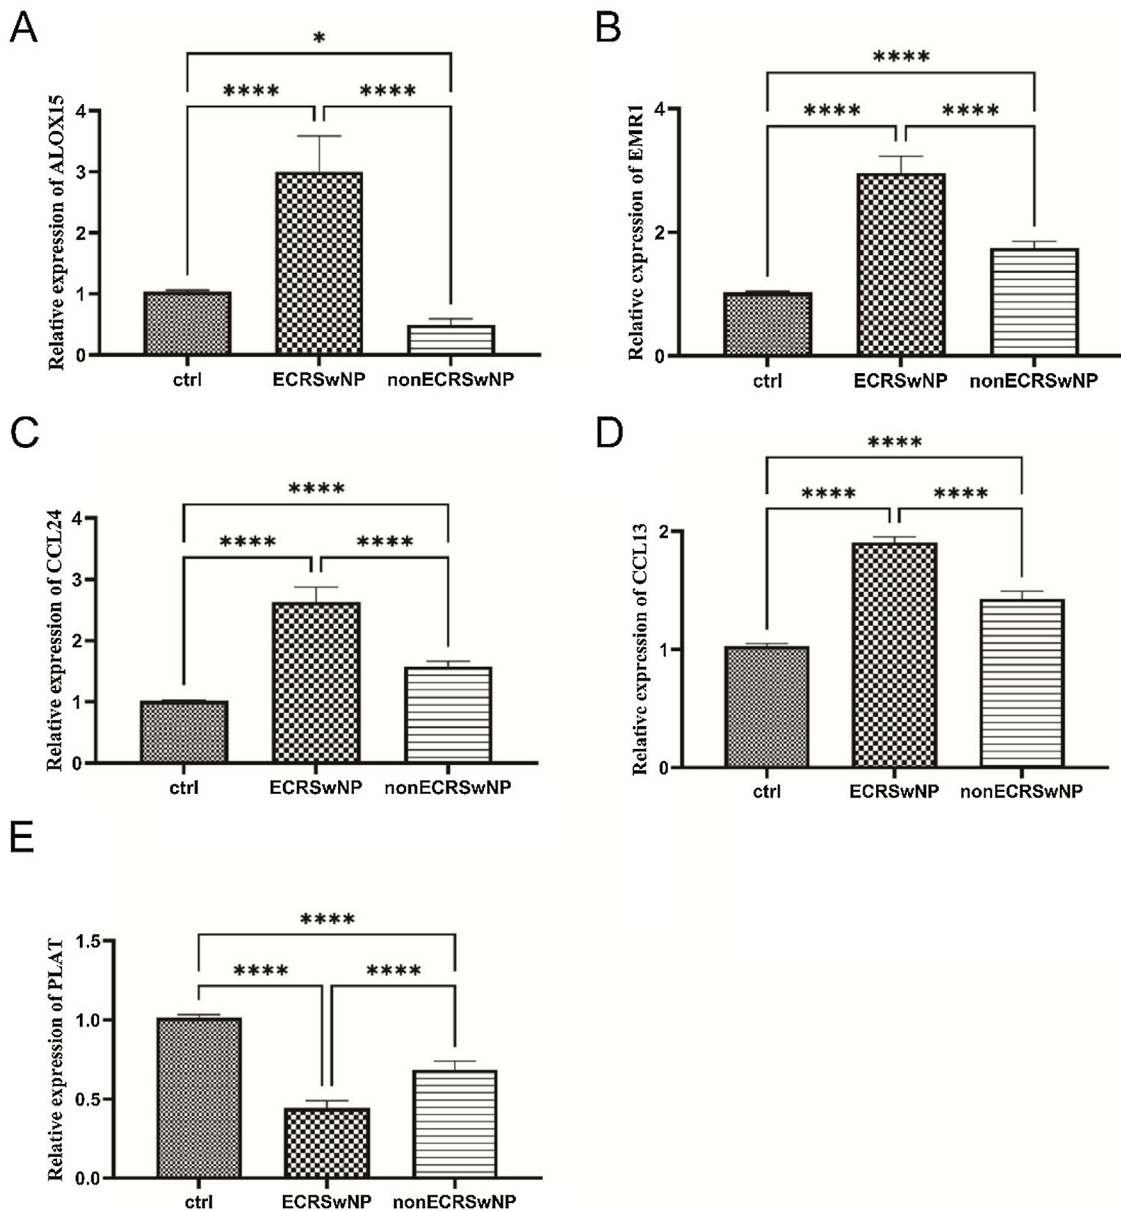 A
*
**** ****
Relative expression of ALOX15
4
3
2
1
0
ctrl ECRSwNP nonECRSwNP
B
****
**** ****
Relative expression of EMR1
4
2
0
ctrl ECRSwNP nonECRSwNP
C
****
**** ****
Relative expression of CCL24
4
3
2
1
0
ctrl ECRSwNP nonECRSwNP
D
****
**** ****
Relative expression of CCL13
2
1
0
ctrl ECRSwNP nonECRSwNP
E
****
**** ****
Relative expression of PLAT
1.5
1.0
0.5
0.0
ctrl ECRSwNP nonECRSwNP